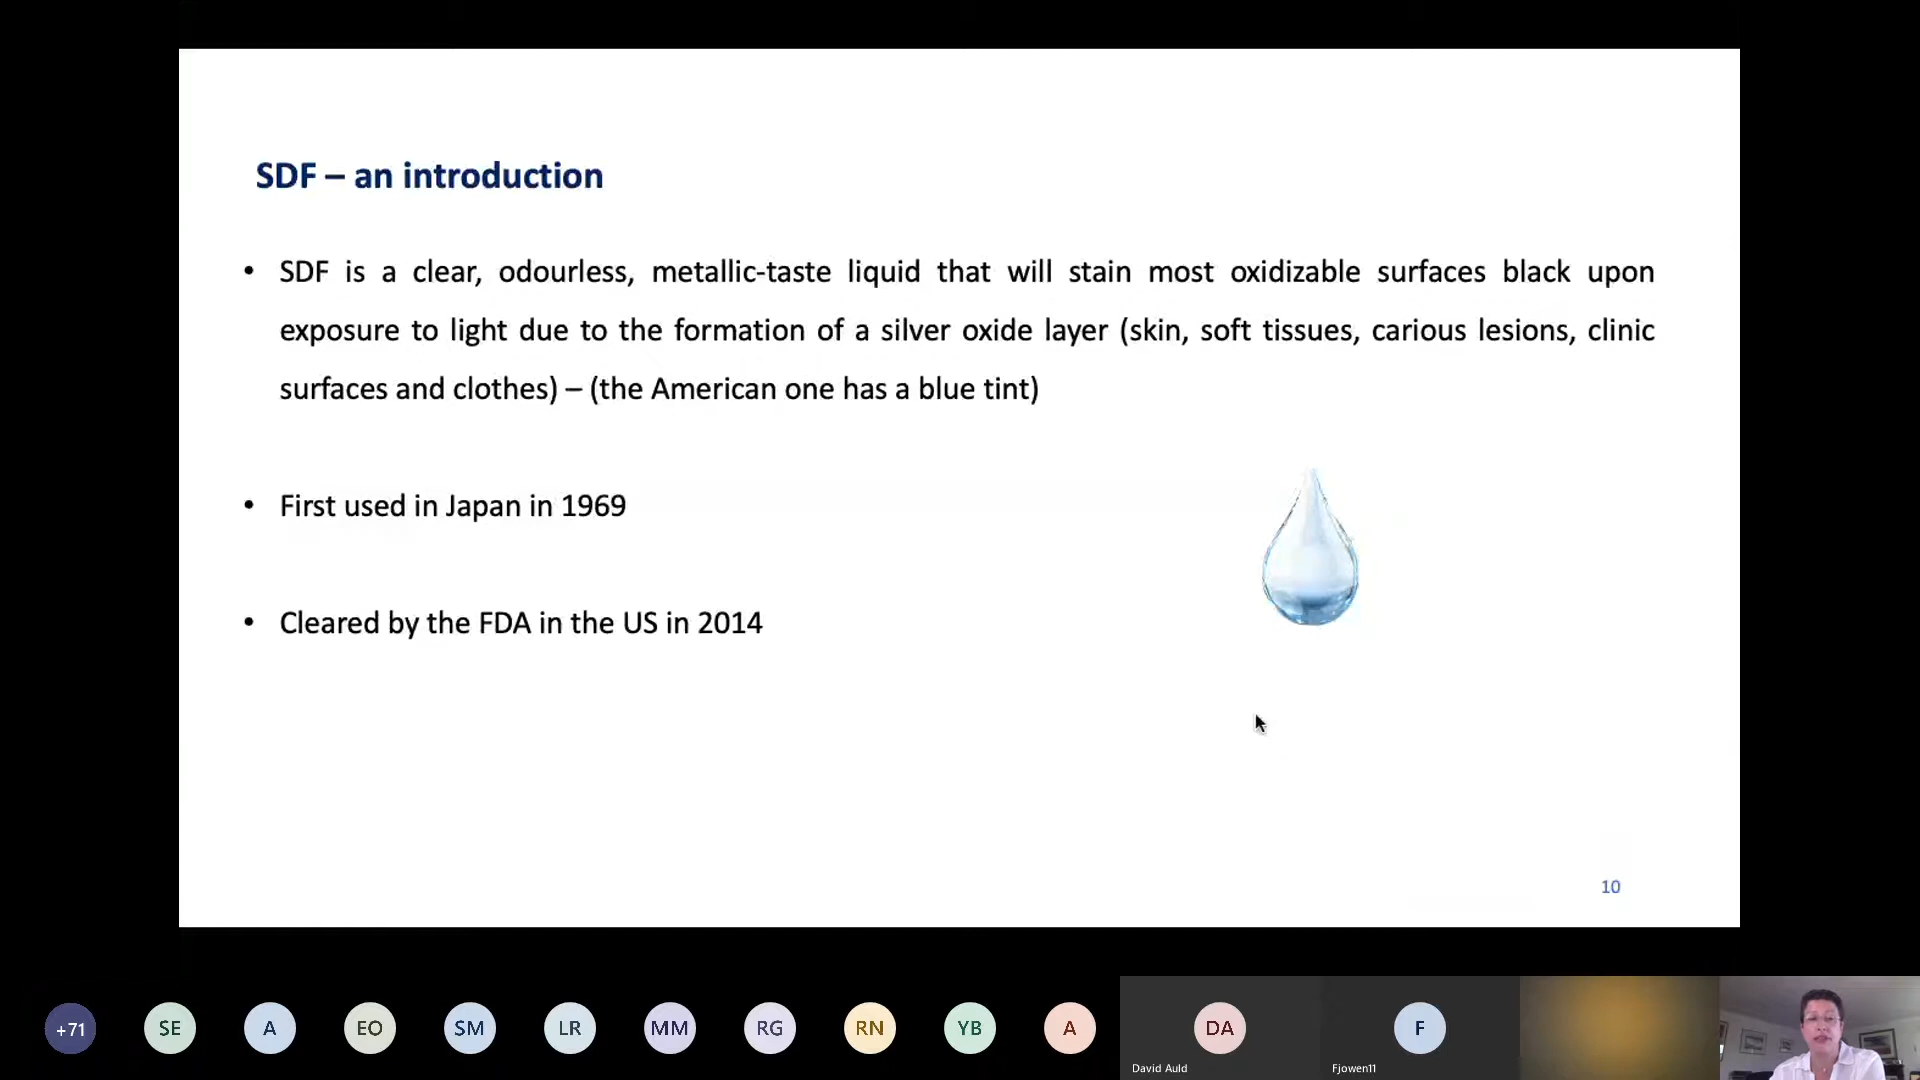 SDF – an introduction
• SDF is a clear, odourless, metallic-taste liquid that will stain most oxidizable surfaces black upon
exposure to light due to the formation of a silver oxide layer (skin, soft tissues, carious lesions, clinic
surfaces and clothes) – (the American one has a blue tint)
• First used in Japan in 1969
• Cleared by the FDA in the US in 2014
10
+71 SE A EO SM LR MM RG RN YB A DA F
David Auld Fjowen11